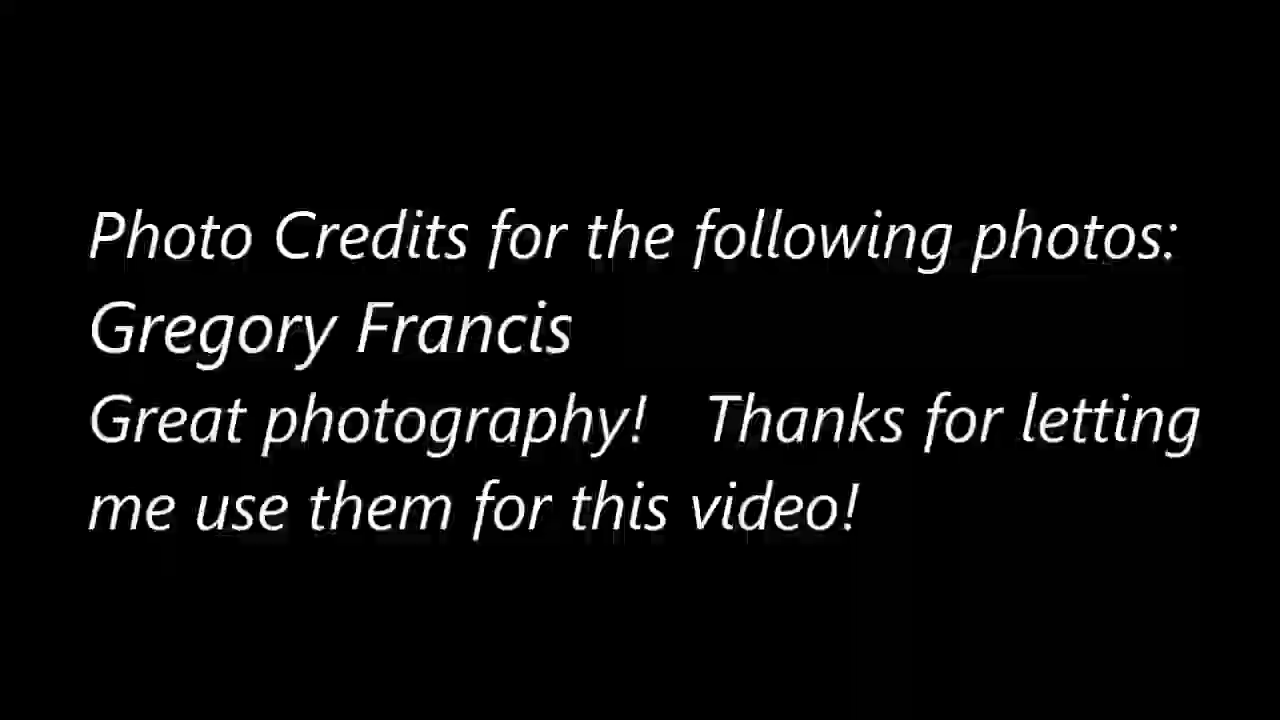 Photo Credits for the following photos:
Gregory Francis
Great photography!   Thanks for letting
me use them for this video!